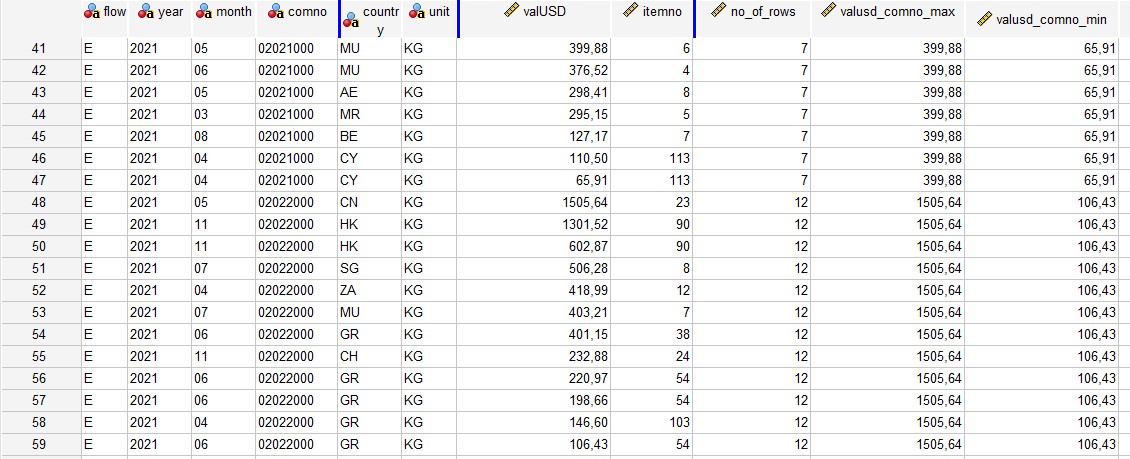 flow year month comno country unit valUSD itemno no_of_rows valusd_comno_max valusd_comno_min
41 E 2021 05 02021000 MU KG 399,88 6 7 399,88 65,91
42 E 2021 06 02021000 MU KG 376,52 4 7 399,88 65,91
43 E 2021 05 02021000 AE KG 298,41 8 7 399,88 65,91
44 E 2021 03 02021000 MR KG 295,15 5 7 399,88 65,91
45 E 2021 08 02021000 BE KG 127,17 7 7 399,88 65,91
46 E 2021 04 02021000 CY KG 110,50 113 7 399,88 65,91
47 E 2021 04 02021000 CY KG 65,91 113 7 399,88 65,91
48 E 2021 05 02022000 CN KG 1505,64 23 12 1505,64 106,43
49 E 2021 11 02022000 HK KG 1301,52 90 12 1505,64 106,43
50 E 2021 11 02022000 HK KG 602,87 90 12 1505,64 106,43
51 E 2021 07 02022000 SG KG 506,28 8 12 1505,64 106,43
52 E 2021 04 02022000 ZA KG 418,99 12 12 1505,64 106,43
53 E 2021 07 02022000 MU KG 403,21 7 12 1505,64 106,43
54 E 2021 06 02022000 GR KG 401,15 38 12 1505,64 106,43
55 E 2021 11 02022000 CH KG 232,88 24 12 1505,64 106,43
56 E 2021 06 02022000 GR KG 220,97 54 12 1505,64 106,43
57 E 2021 06 02022000 GR KG 198,66 54 12 1505,64 106,43
58 E 2021 04 02022000 GR KG 146,60 103 12 1505,64 106,43
59 E 2021 06 02022000 GR KG 106,43 54 12 1505,64 106,43